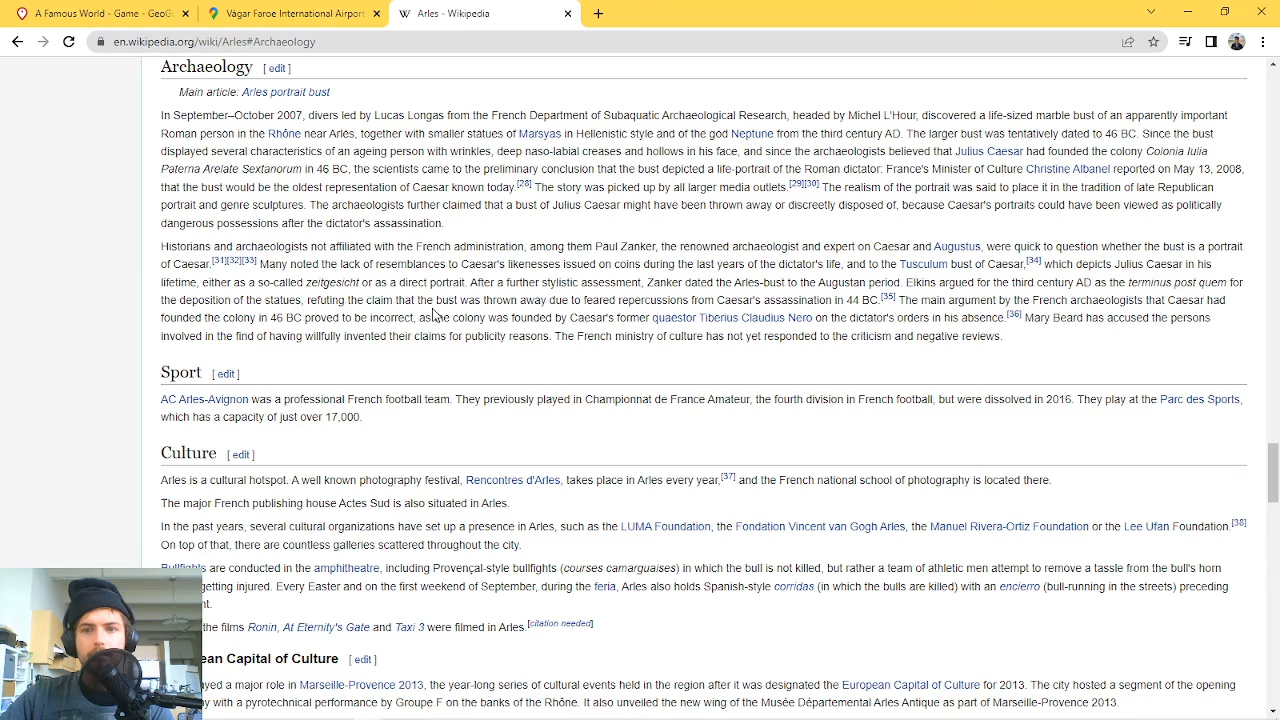 A Famous World - Game - GeoG
Vágar Faroe International Airport
Arles - Wikipedia
en.wikipedia.org/wiki/Arles#Archaeology
Archaeology [ edit ]
Main article: Arles portrait bust
In September–October 2007, divers led by Lucas Longas from the French Department of Subaquatic Archaeological Research, headed by Michel L'Hour, discovered a life-sized marble bust of an apparently important
Roman person in the Rhône near Arles, together with smaller statues of Marsyas in Hellenistic style and of the god Neptune from the third century AD. The larger bust was tentatively dated to 46 BC. Since the bust
displayed several characteristics of an ageing person with wrinkles, deep naso-labial creases and hollows in his face, and since the archaeologists believed that Julius Caesar had founded the colony Colonia Iulia
Paterna Arelate Sextanorum in 46 BC, the scientists came to the preliminary conclusion that the bust depicted a life-portrait of the Roman dictator: France's Minister of Culture Christine Albanel reported on May 13, 2008,
that the bust would be the oldest representation of Caesar known today.[28] The story was picked up by all larger media outlets.[29][30] The realism of the portrait was said to place it in the tradition of late Republican
portrait and genre sculptures. The archaeologists further claimed that a bust of Julius Caesar might have been thrown away or discreetly disposed of, because Caesar's portraits could have been viewed as politically
dangerous possessions after the dictator's assassination.
Historians and archaeologists not affiliated with the French administration, among them Paul Zanker, the renowned archaeologist and expert on Caesar and Augustus, were quick to question whether the bust is a portrait
of Caesar.[31][32][33] Many noted the lack of resemblances to Caesar's likenesses issued on coins during the last years of the dictator's life, and to the Tusculum bust of Caesar,[34] which depicts Julius Caesar in his
lifetime, either as a so-called zeitgesicht or as a direct portrait. After a further stylistic assessment, Zanker dated the Arles-bust to the Augustan period. Elkins argued for the third century AD as the terminus post quem for
the deposition of the statues, refuting the claim that the bust was thrown away due to feared repercussions from Caesar's assassination in 44 BC.[35] The main argument by the French archaeologists that Caesar had
founded the colony in 46 BC proved to be incorrect, as the colony was founded by Caesar's former quaestor Tiberius Claudius Nero on the dictator's orders in his absence.[36] Mary Beard has accused the persons
involved in the find of having willfully invented their claims for publicity reasons. The French ministry of culture has not yet responded to the criticism and negative reviews.
Sport [ edit ]
AC Arles-Avignon was a professional French football team. They previously played in Championnat de France Amateur, the fourth division in French football, but were dissolved in 2016. They play at the Parc des Sports,
which has a capacity of just over 17,000.
Culture [ edit ]
Arles is a cultural hotspot. A well known photography festival, Rencontres d'Arles, takes place in Arles every year,[37] and the French national school of photography is located there.
The major French publishing house Actes Sud is also situated in Arles.
In the past years, several cultural organizations have set up a presence in Arles, such as the LUMA Foundation, the Fondation Vincent van Gogh Arles, the Manuel Rivera-Ortiz Foundation or the Lee Ufan Foundation.[38]
On top of that, there are countless galleries scattered throughout the city.
Bullfights are conducted in the amphitheatre, including Provençal-style bullfights (courses camarguaises) in which the bull is not killed, but rather a team of athletic men attempt to remove a tassle from the bull's horn
getting injured. Every Easter and on the first weekend of September, during the feria, Arles also holds Spanish-style corridas (in which the bulls are killed) with an encierro (bull-running in the streets) preceding
the films Ronin, At Eternity's Gate and Taxi 3 were filmed in Arles.[citation needed]
ean Capital of Culture [ edit ]
yed a major role in Marseille-Provence 2013, the year-long series of cultural events held in the region after it was designated the European Capital of Culture for 2013. The city hosted a segment of the opening
y with a pyrotechnical performance by Groupe F on the banks of the Rhône. It also unveiled the new wing of the Musée Départemental Arles Antique as part of Marseille-Provence 2013.